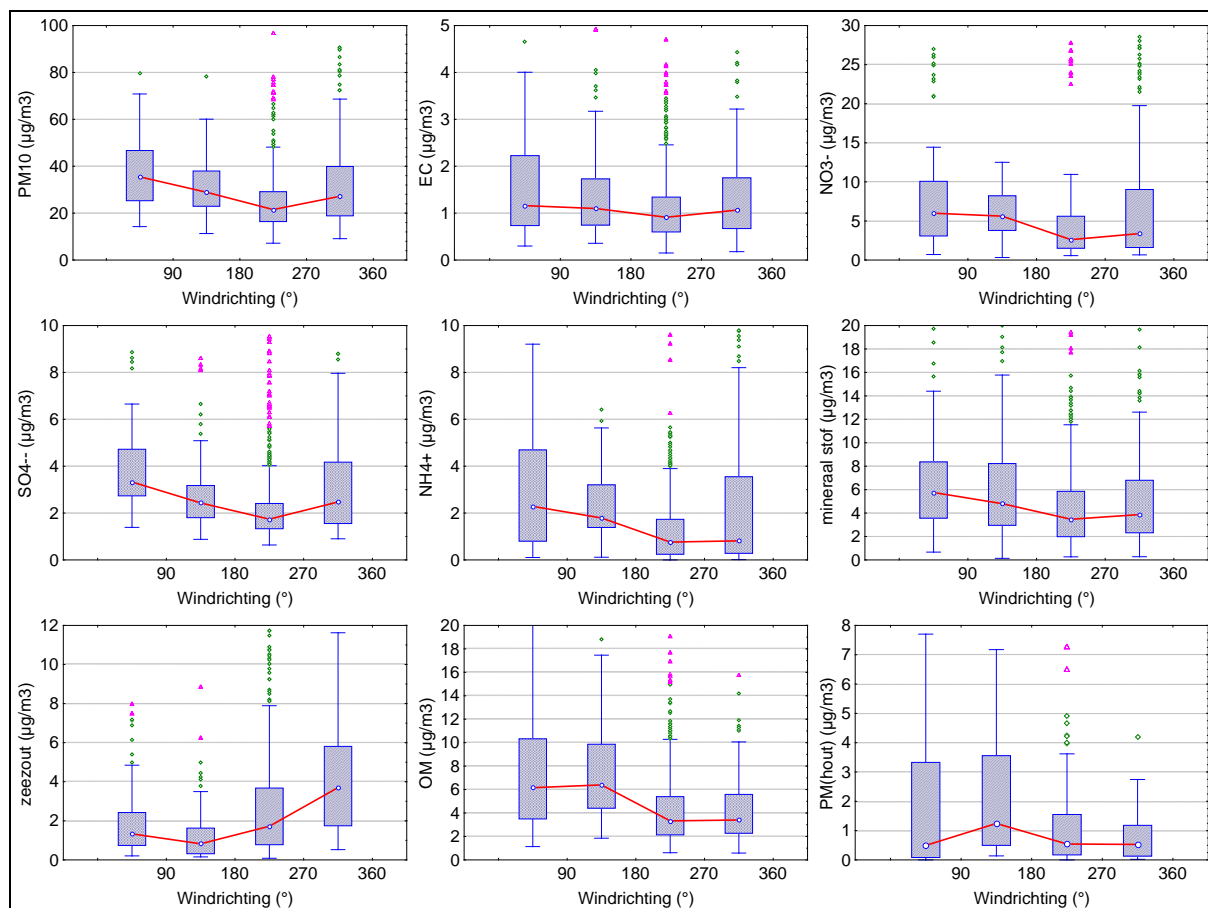 100
80
60
40
20
0
PM10 (µg/m3)
90 180 270 360
Windrichting (°)
5
4
3
2
1
0
EC (µg/m3)
90 180 270 360
Windrichting (°)
30
25
20
15
10
5
0
NO3- (µg/m3)
90 180 270 360
Windrichting (°)
10
8
6
4
2
0
SO4-- (µg/m3)
90 180 270 360
Windrichting (°)
10
8
6
4
2
0
NH4+ (µg/m3)
90 180 270 360
Windrichting (°)
20
18
16
14
12
10
8
6
4
2
0
mineraal stof (µg/m3)
90 180 270 360
Windrichting (°)
12
10
8
6
4
2
0
zeezout (µg/m3)
90 180 270 360
Windrichting (°)
20
18
16
14
12
10
8
6
4
2
0
OM (µg/m3)
90 180 270 360
Windrichting (°)
8
7
6
5
4
3
2
1
0
PM(hout) (µg/m3)
90 180 270 360
Windrichting (°)